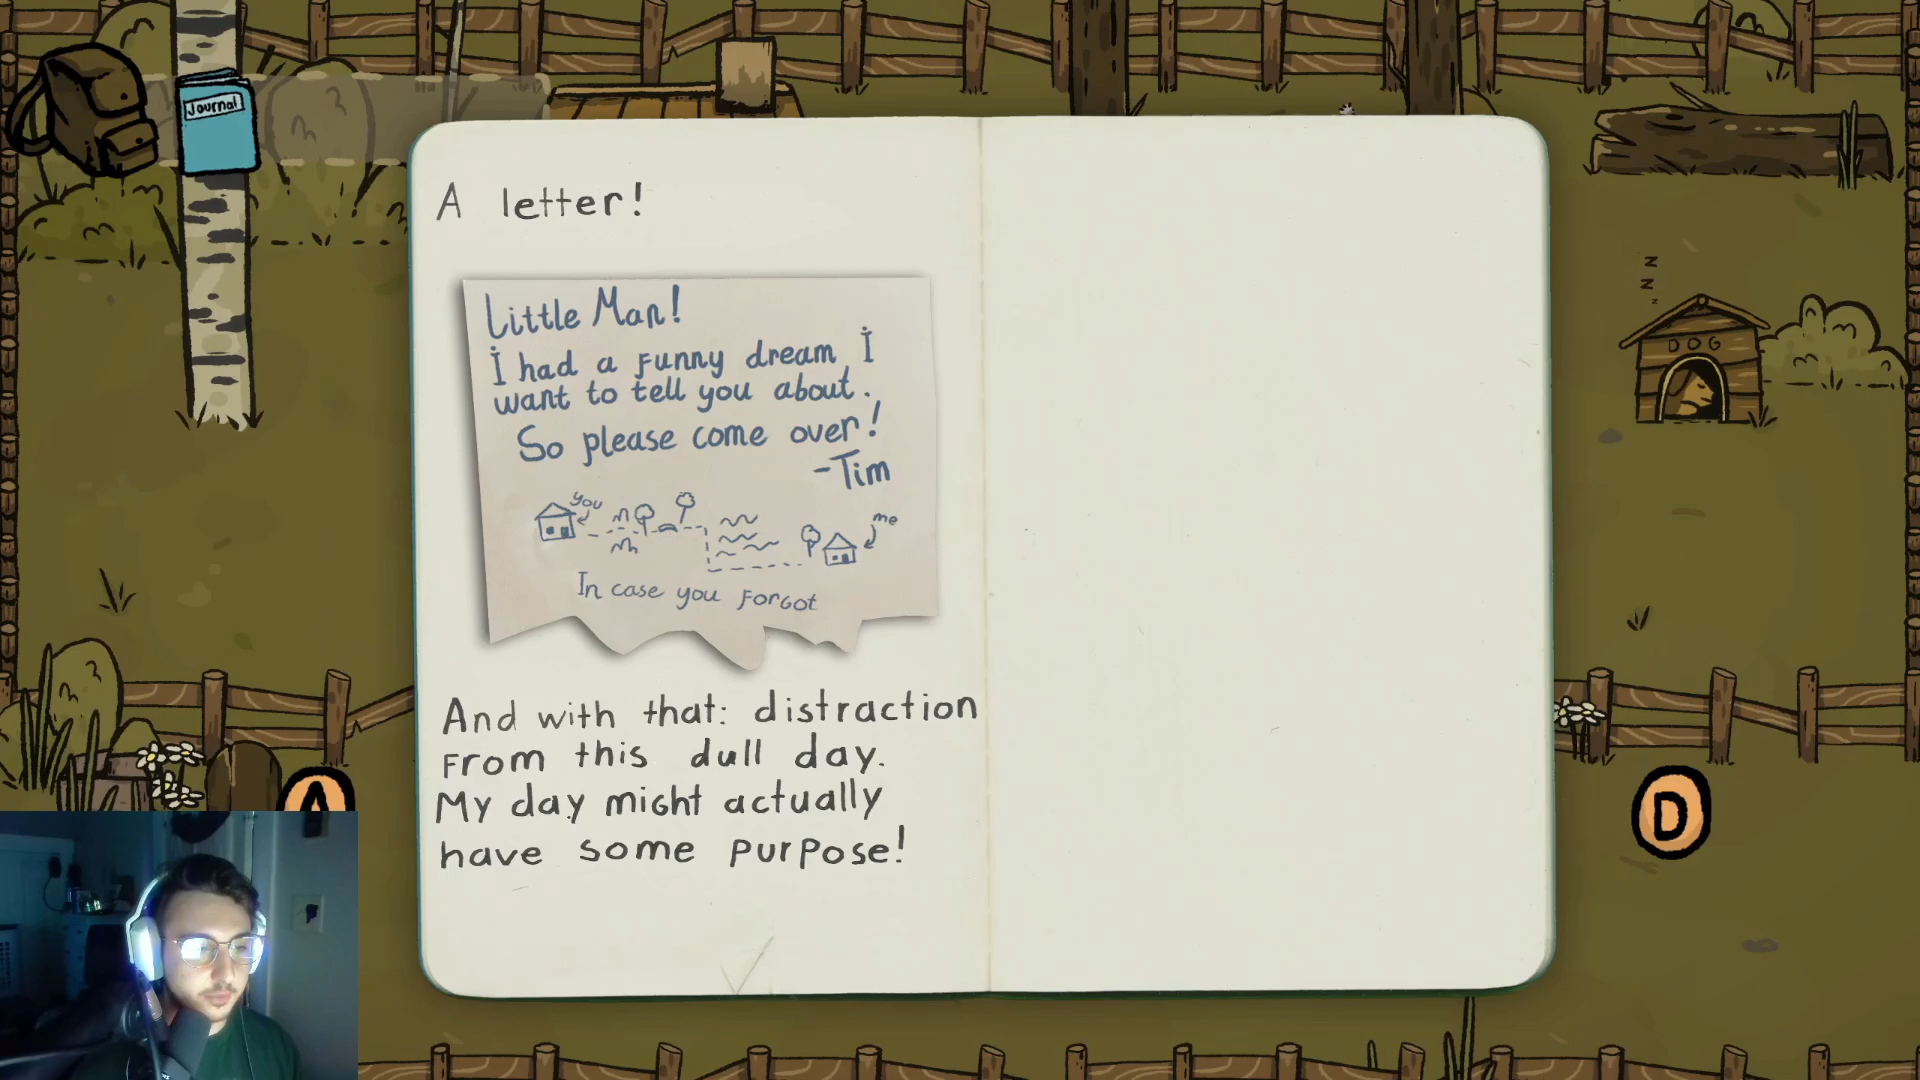 Journal
A letter!
Little Man!
I had a funny dream I
want to tell you about.
So please come over!
-Tim
you
me
In case you forgot
And with that: distraction
from this dull day.
My day might actually
have some purpose!
z
z
z
DOG
A
D